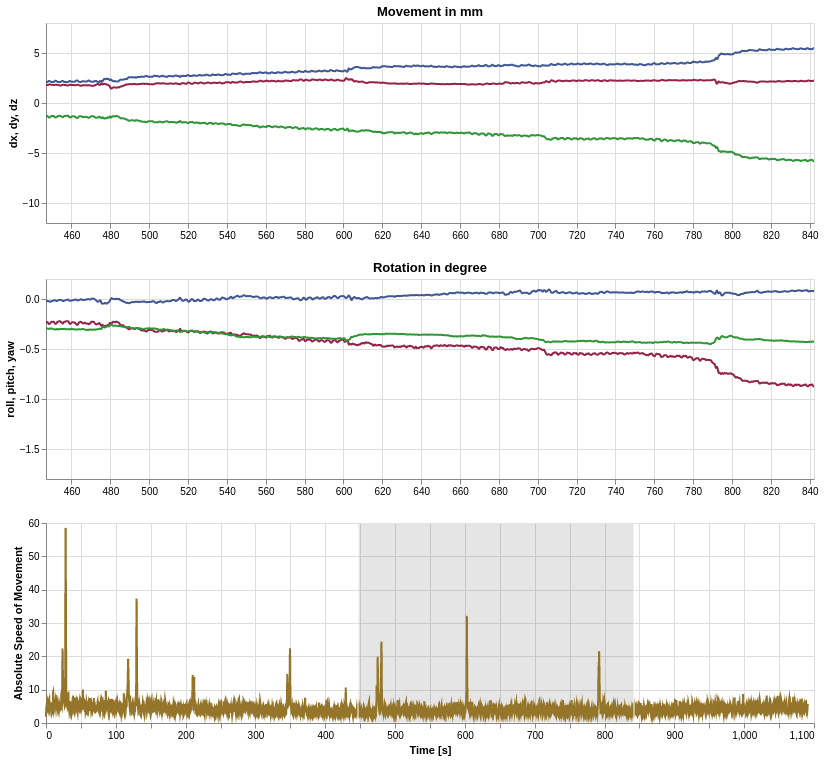 Movement in mm
dx, dy, dz
5
0
−5
−10
460 480 500 520 540 560 580 600 620 640 660 680 700 720 740 760 780 800 820 840
Rotation in degree
roll, pitch, yaw
0.0
−0.5
−1.0
−1.5
460 480 500 520 540 560 580 600 620 640 660 680 700 720 740 760 780 800 820 840
Absolute Speed of Movement
60
50
40
30
20
10
0
0 100 200 300 400 500 600 700 800 900 1,000 1,100
Time [s]